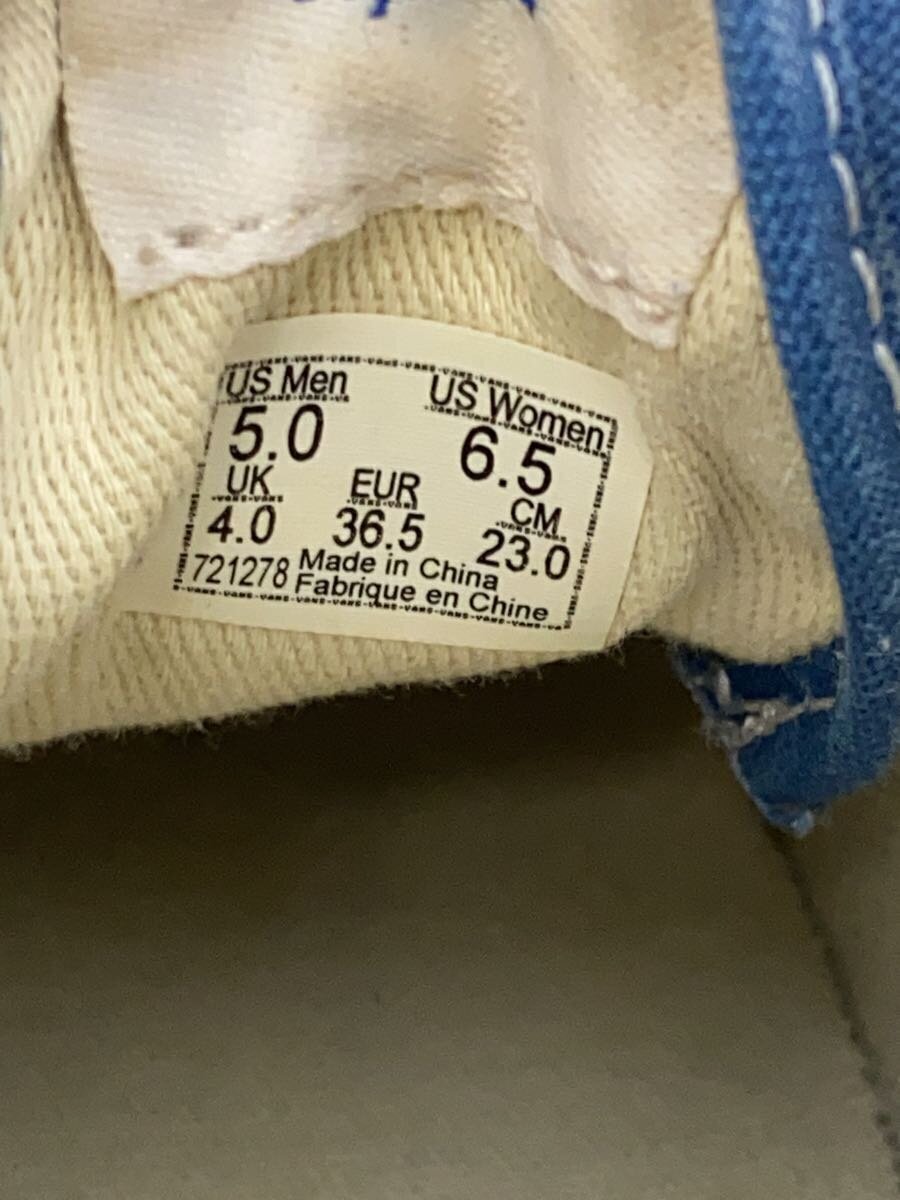 US Men US Women
5.0 6.5
UK EUR CM
4.0 36.5 23.0
721278 Made in China
Fabrique en Chine